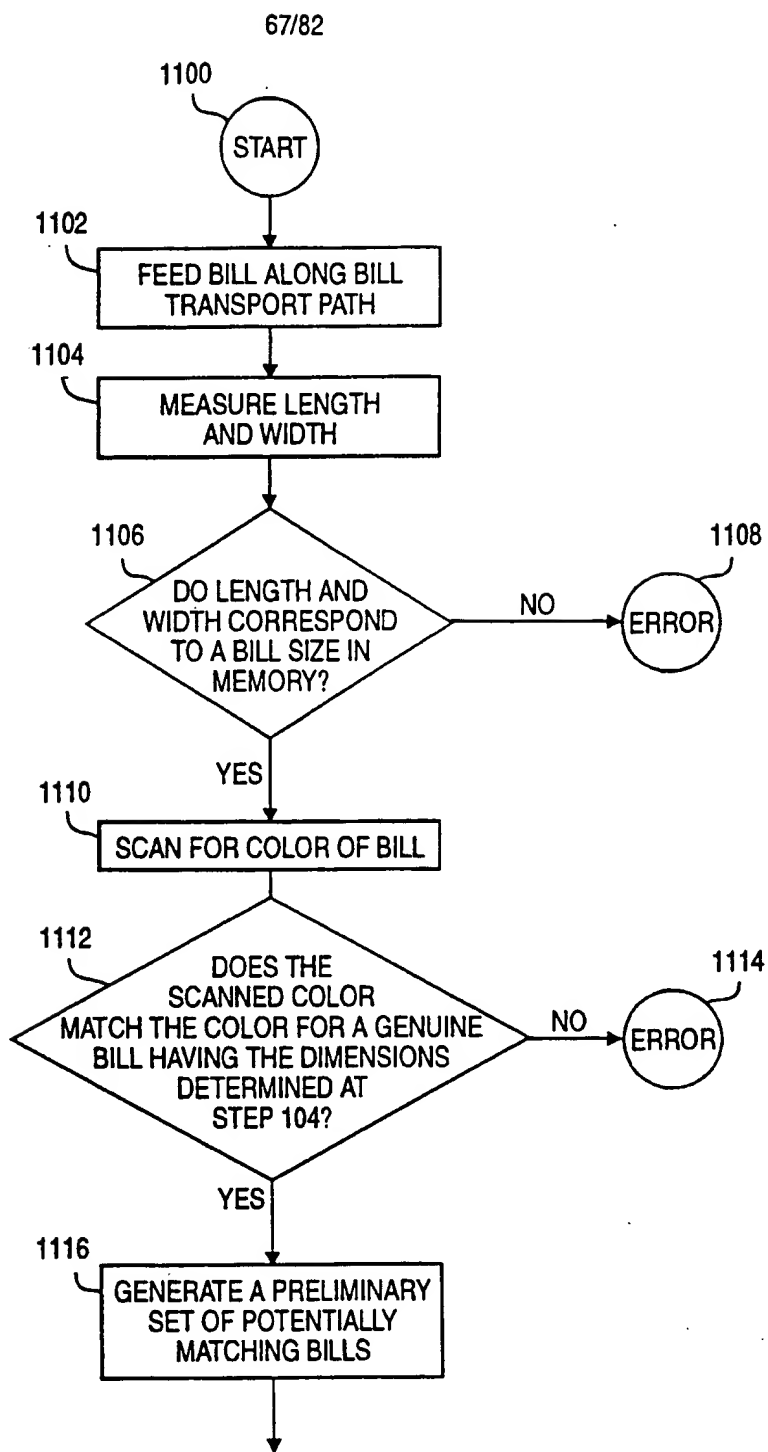 67/82
1100
START
1102
FEED BILL ALONG BILL
TRANSPORT PATH
1104
MEASURE LENGTH
AND WIDTH
1106
DO LENGTH AND
WIDTH CORRESPOND
TO A BILL SIZE IN
MEMORY?
NO
1108
ERROR
YES
1110
SCAN FOR COLOR OF BILL
1112
DOES THE
SCANNED COLOR
MATCH THE COLOR FOR A GENUINE
BILL HAVING THE DIMENSIONS
DETERMINED AT
STEP 104?
NO
1114
ERROR
YES
1116
GENERATE A PRELIMINARY
SET OF POTENTIALLY
MATCHING BILLS